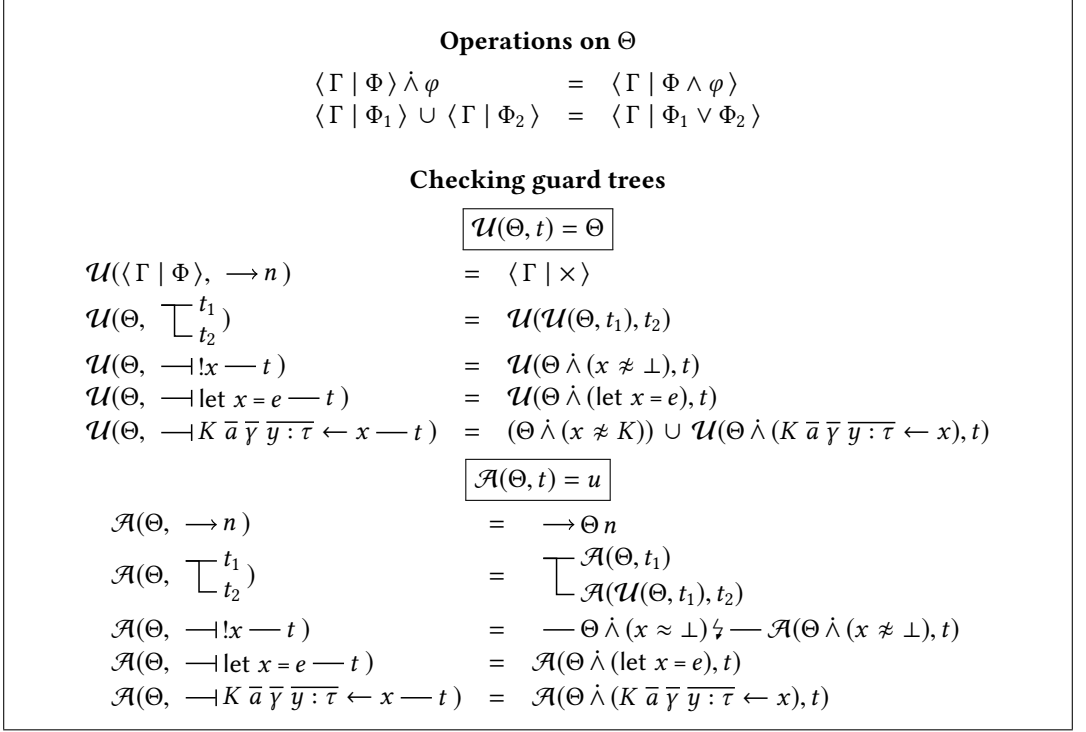 Operations on Θ
⟨ Γ | Φ ⟩ ∧̇ φ = ⟨ Γ | Φ ∧ φ ⟩
⟨ Γ | Φ₁ ⟩ ∪ ⟨ Γ | Φ₂ ⟩ = ⟨ Γ | Φ₁ ∨ Φ₂ ⟩
Checking guard trees
𝒰(Θ, t) = Θ
𝒰(⟨ Γ | Φ ⟩, ⟶ n ) = ⟨ Γ | × ⟩
𝒰(Θ, t₁ t₂ ) = 𝒰(𝒰(Θ, t₁), t₂)
𝒰(Θ, —⊣ !x — t ) = 𝒰(Θ ∧̇ (x ≉ ⊥), t)
𝒰(Θ, —⊣ let x = e — t ) = 𝒰(Θ ∧̇ (let x = e), t)
𝒰(Θ, —⊣ K a̅ γ̅ y̅ ̅:̅ ̅τ̅ ← x — t ) = (Θ ∧̇ (x ≉ K)) ∪ 𝒰(Θ ∧̇ (K a̅ γ̅ y̅ ̅:̅ ̅τ̅ ← x), t)
𝒜(Θ, t) = u
𝒜(Θ, ⟶ n ) = ⟶ Θ n
𝒜(Θ, t₁ t₂ ) = 𝒜(Θ, t₁) 𝒜(𝒰(Θ, t₁), t₂)
𝒜(Θ, —⊣ !x — t ) = — Θ ∧̇ (x ≈ ⊥) ↯ — 𝒜(Θ ∧̇ (x ≉ ⊥), t)
𝒜(Θ, —⊣ let x = e — t ) = 𝒜(Θ ∧̇ (let x = e), t)
𝒜(Θ, —⊣ K a̅ γ̅ y̅ ̅:̅ ̅τ̅ ← x — t ) = 𝒜(Θ ∧̇ (K a̅ γ̅ y̅ ̅:̅ ̅τ̅ ← x), t)